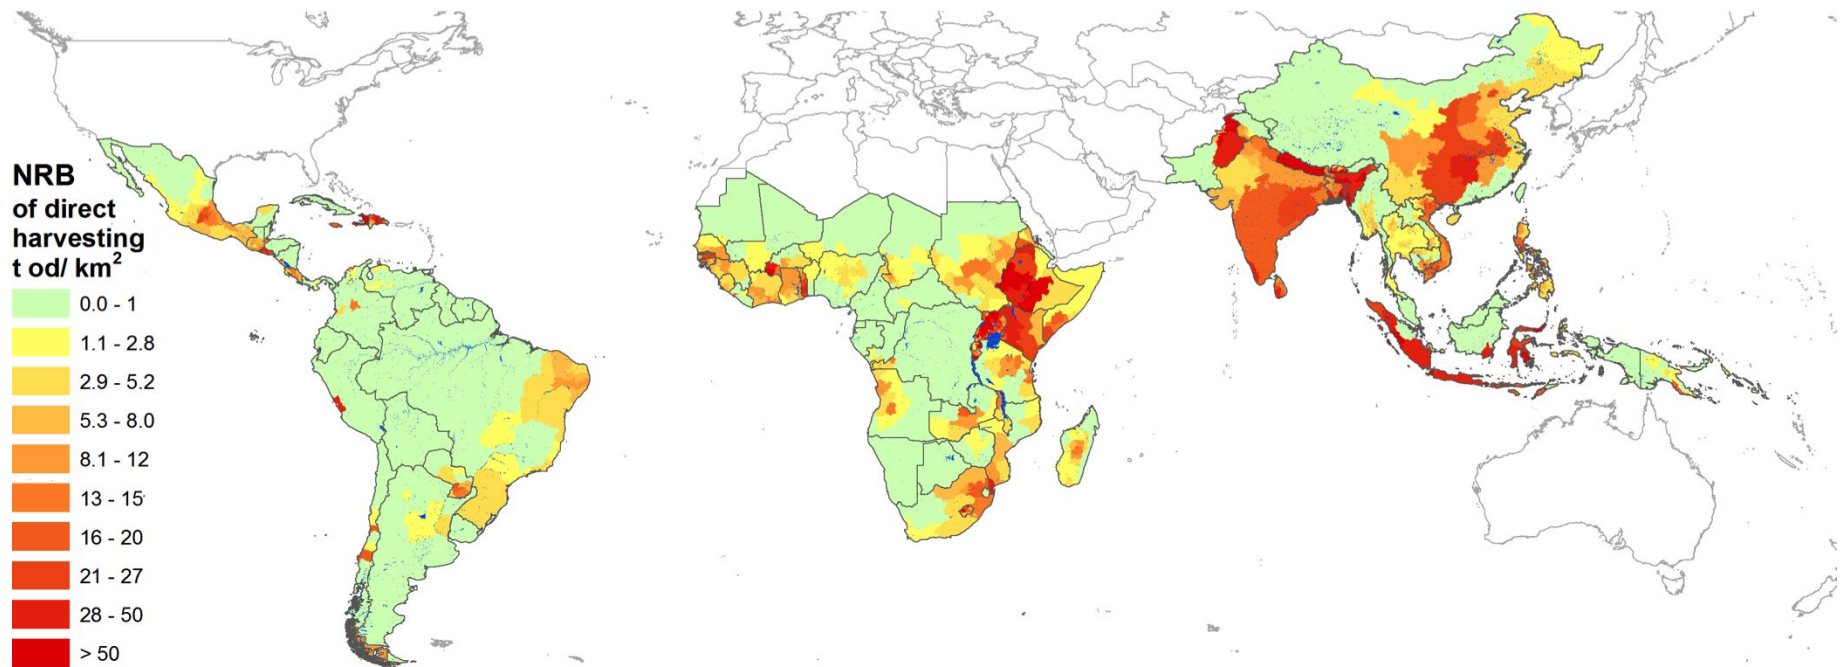 NRB
of direct
harvesting
t od/ km²
0.0 - 1
1.1 - 2.8
2.9 - 5.2
5.3 - 8.0
8.1 - 12
13 - 15
16 - 20
21 - 27
28 - 50
> 50